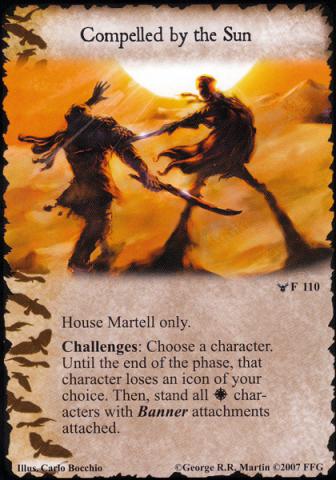 Compelled by the Sun
F 110
House Martell only.
Challenges: Choose a character.
Until the end of the phase, that
character loses an icon of your
choice. Then, stand all char-
acters with Banner attachments
attached.
Illus. Carlo Bocchio ©George R.R. Martin ©2007 FFG